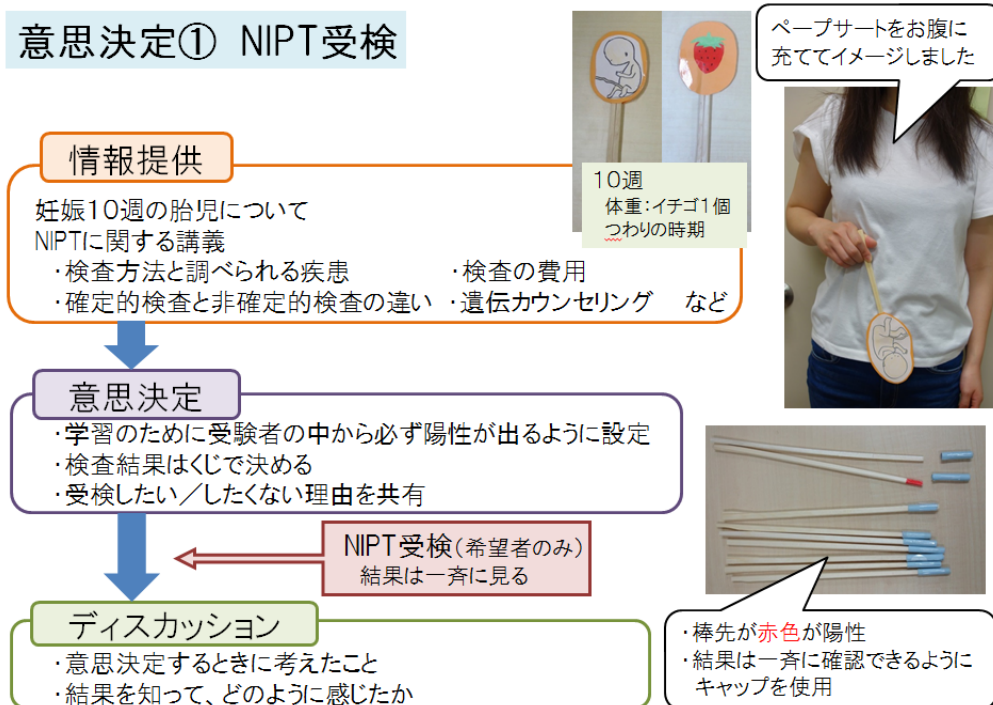 意思決定① NIPT受検
ペープサートをお腹に
充ててイメージしました
情報提供
10週
体重:イチゴ1個
つわりの時期
妊娠10週の胎児について
NIPTに関する講義
・検査方法と調べられる疾患 ・検査の費用
・確定的検査と非確定的検査の違い ・遺伝カウンセリング など
意思決定
・学習のために受験者の中から必ず陽性が出るように設定
・検査結果はくじで決める
・受検したい/したくない理由を共有
NIPT受検(希望者のみ)
結果は一斉に見る
ディスカッション
・意思決定するときに考えたこと
・結果を知って、どのように感じたか
・棒先が赤色が陽性
・結果は一斉に確認できるように
キャップを使用